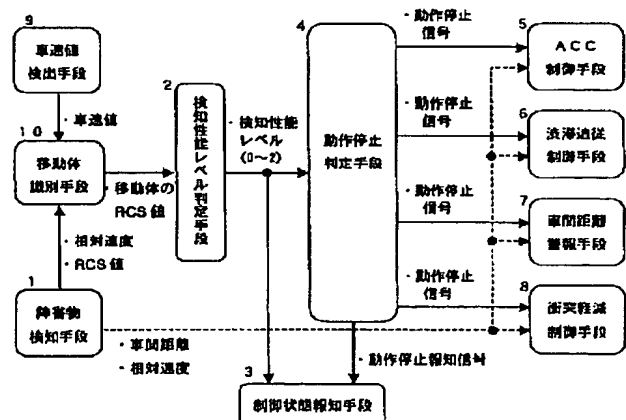 9
車速値
検出手段
・車速値
10
移動体
識別手段
・移動体の
RCS値
・相対速度
・RCS値
1
障害物
検知手段
・車間距離
・相対速度
2
検知性能レベル判定手段
・検知性能
レベル
(0～2)
4
動作停止
判定手段
・動作停止
信号
・動作停止
信号
・動作停止
信号
・動作停止
信号
・動作停止報知信号
3
制御状態報知手段
5
ACC
制御手段
6
渋滞追従
制御手段
7
車間距離
警報手段
8
衝突軽減
制御手段